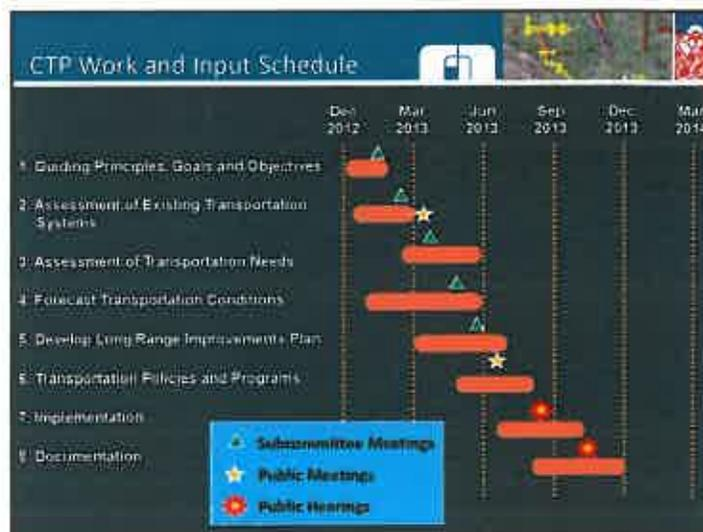 CTP Work and Input Schedule
Dec Mar Jun Sep Dec Mar
2012 2013 2013 2013 2013 2014
1. Guiding Principles, Goals and Objectives
2. Assessment of Existing Transportation
Systems
3. Assessment of Transportation Needs
4. Forecast Transportation Conditions
5. Develop Long Range Improvements Plan
6. Transportation Policies and Programs
7. Implementation
8. Documentation
Subcommittee Meetings
Public Meetings
Public Hearings